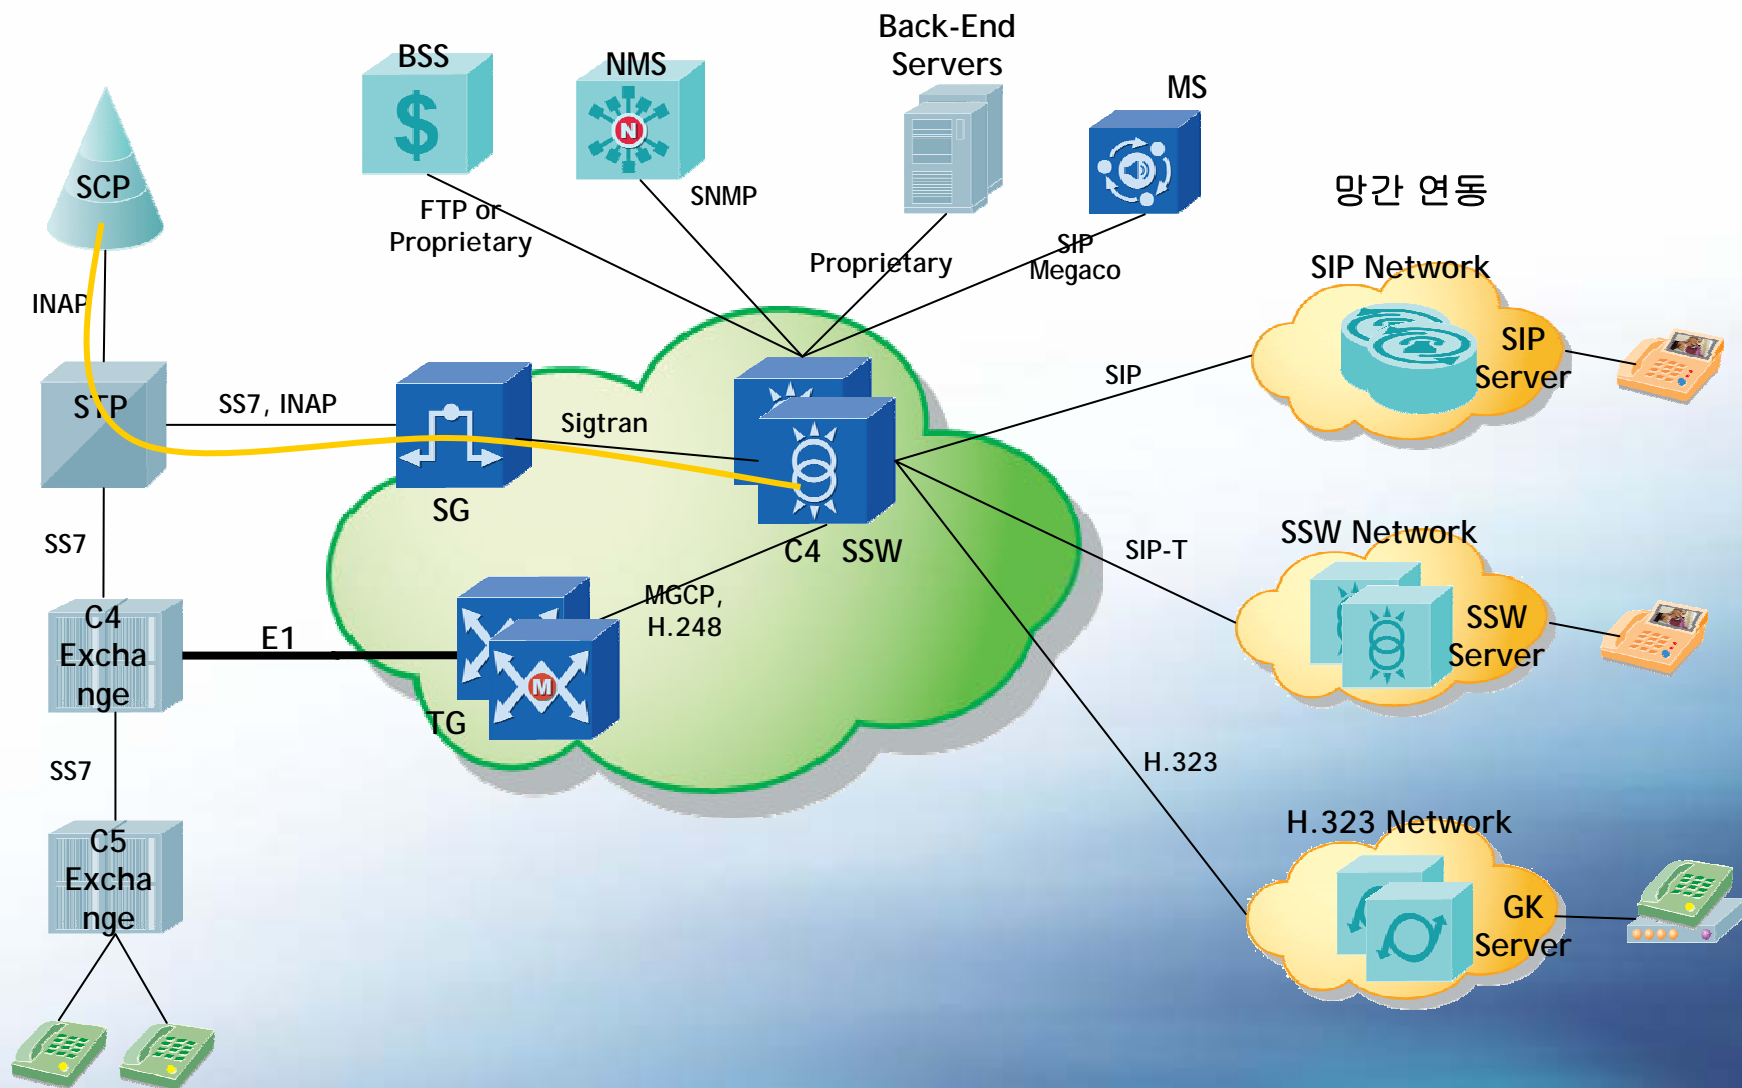 Back-End
Servers
BSS
NMS
MS
$
N
SCP
FTP or
Proprietary
SNMP
Proprietary
SIP
Megaco
망간 연동
SIP Network
INAP
SIP
SIP
Server
STP
SS7, INAP
Sigtran
SG
C4 SSW
SS7
SIP-T
SSW Network
SSW
Server
C4
Excha
nge
E1
MGCP,
H.248
M
TG
SS7
H.323
H.323 Network
GK
Server
C5
Excha
nge